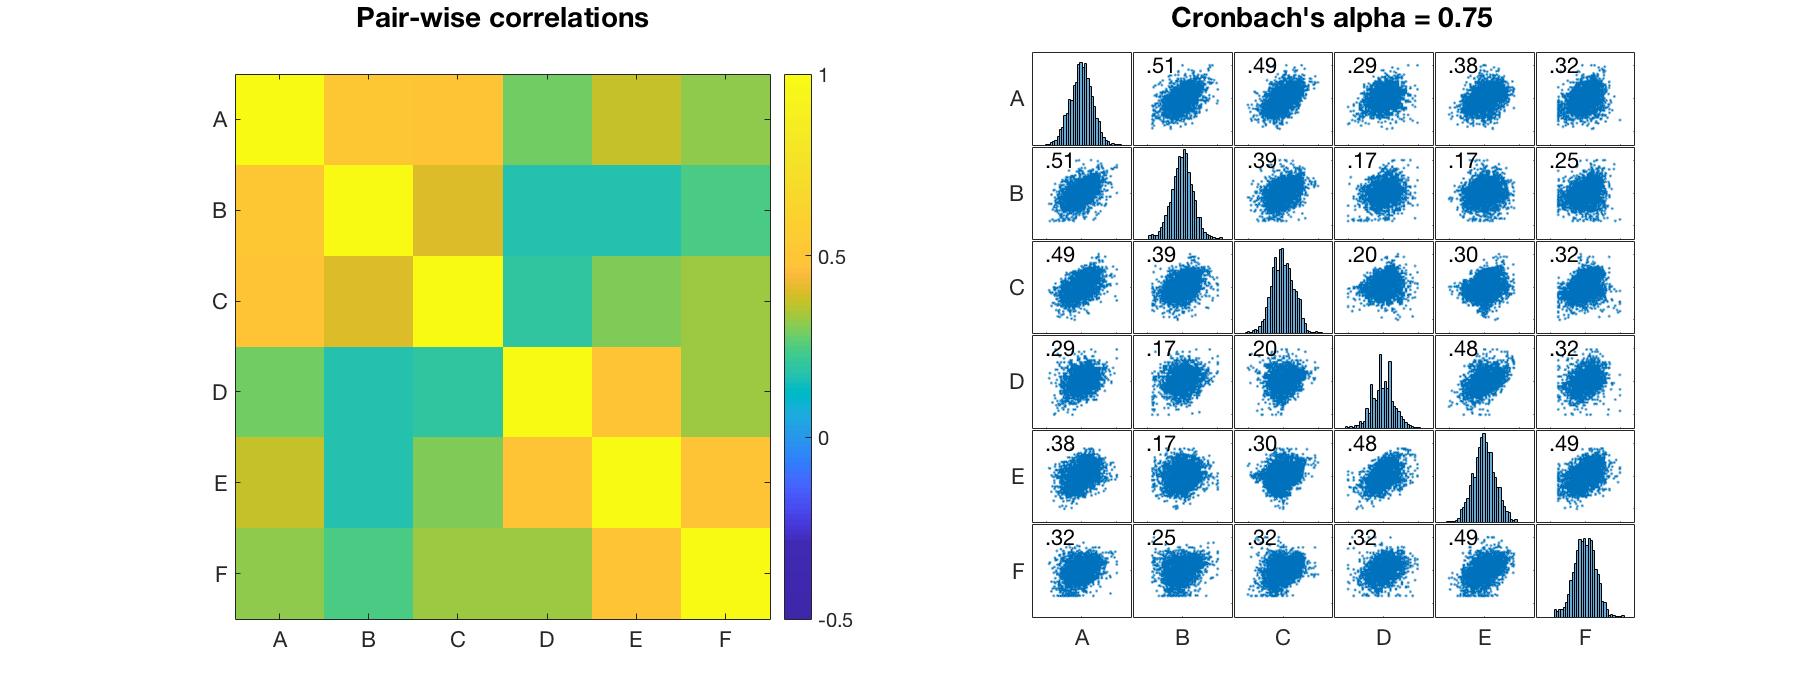 Pair-wise correlations
A
B
C
D
E
F
A B C D E F
1
0.5
0
-0.5
Cronbach's alpha = 0.75
A .51 .49 .29 .38 .32
B .51 .39 .17 .17 .25
C .49 .39 .20 .30 .32
D .29 .17 .20 .48 .32
E .38 .17 .30 .48 .49
F .32 .25 .32 .32 .49
A B C D E F